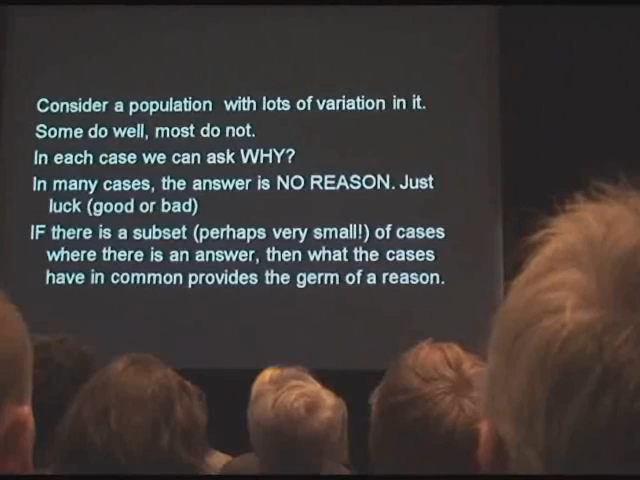 Consider a population with lots of variation in it.
Some do well, most do not.
In each case we can ask WHY?
In many cases, the answer is NO REASON. Just
luck (good or bad)
IF there is a subset (perhaps very small!) of cases
where there is an answer, then what the cases
have in common provides the germ of a reason.